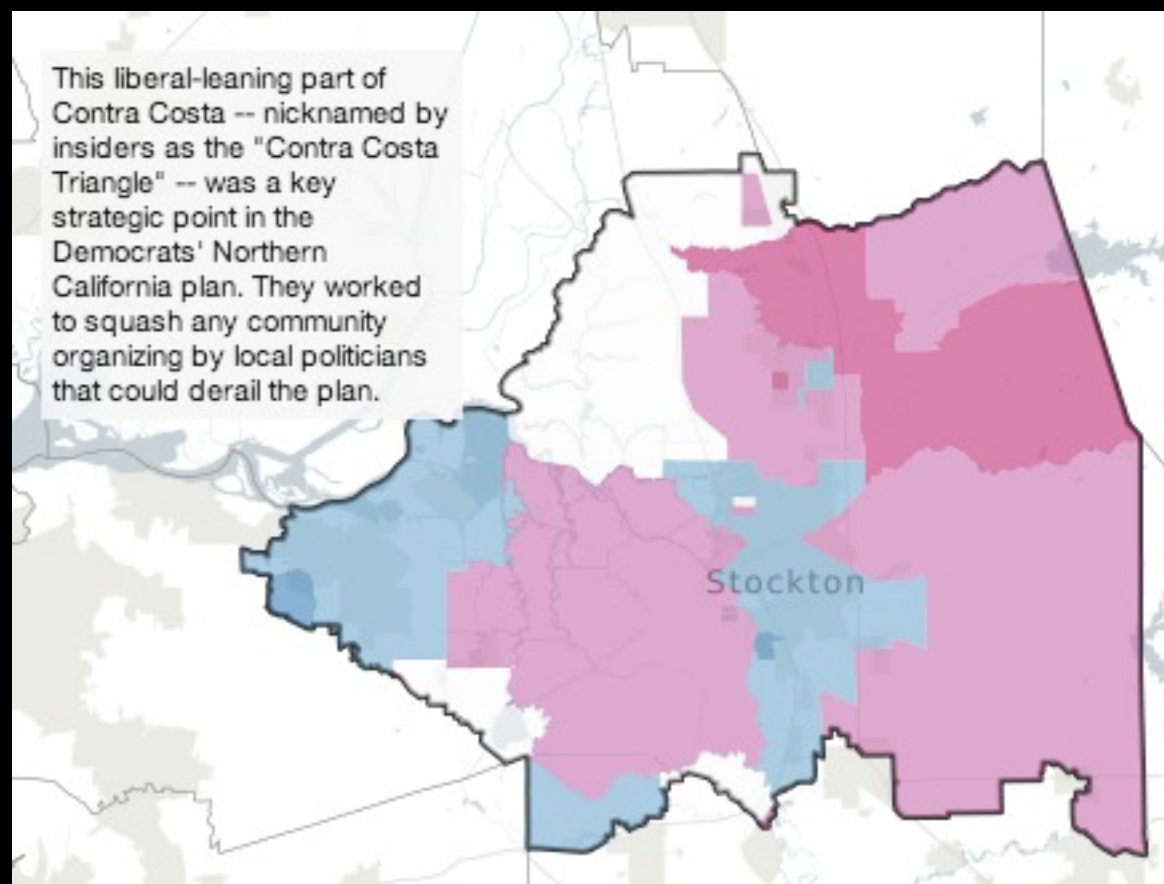 This liberal-leaning part of
Contra Costa -- nicknamed by
insiders as the "Contra Costa
Triangle" -- was a key
strategic point in the
Democrats' Northern
California plan. They worked
to squash any community
organizing by local politicians
that could derail the plan.
Stockton